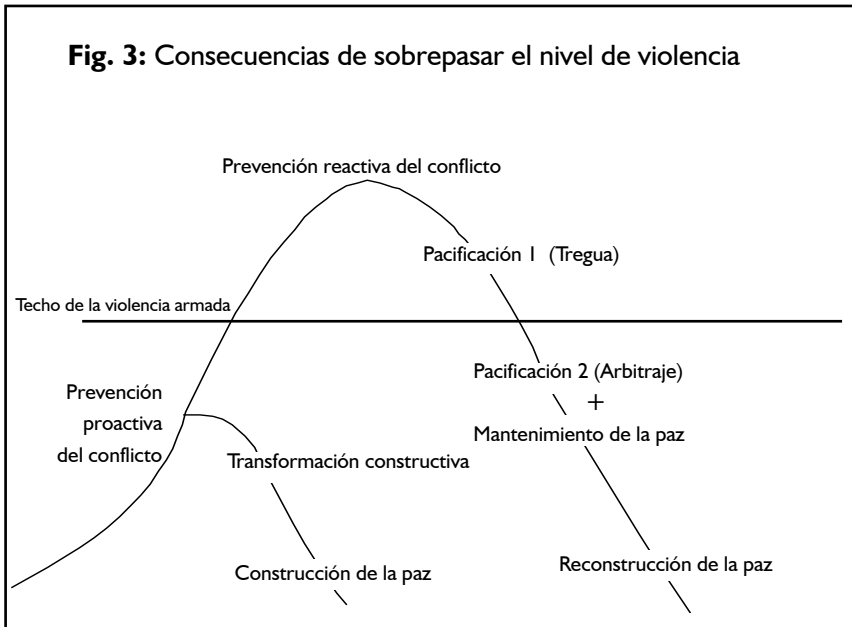 Fig. 3: Consecuencias de sobrepasar el nivel de violencia
Prevención reactiva del conflicto
Pacificación 1 (Tregua)
Techo de la violencia armada
Pacificación 2 (Arbitraje)
+
Mantenimiento de la paz
Prevención
proactiva
del conflicto
Transformación constructiva
Construcción de la paz
Reconstrucción de la paz